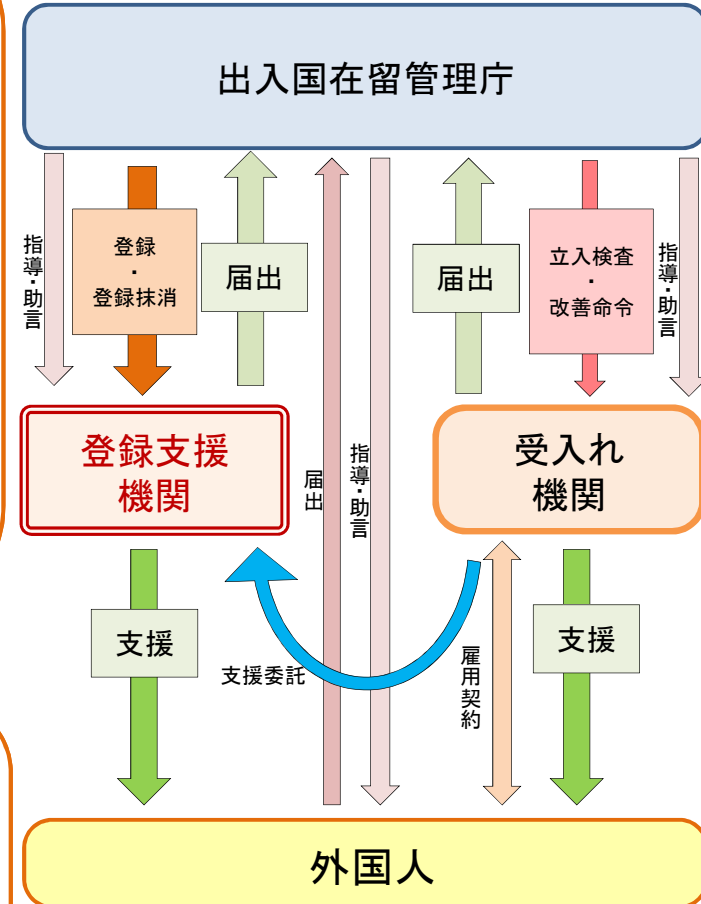 出入国在留管理庁
指導・助言
登録
・
登録抹消
届出
届出
立入検査
・
改善命令
指導・助言
登録支援
機関
届出
指導・助言
受入れ
機関
支援
支援委託
雇用契約
支援
外国人